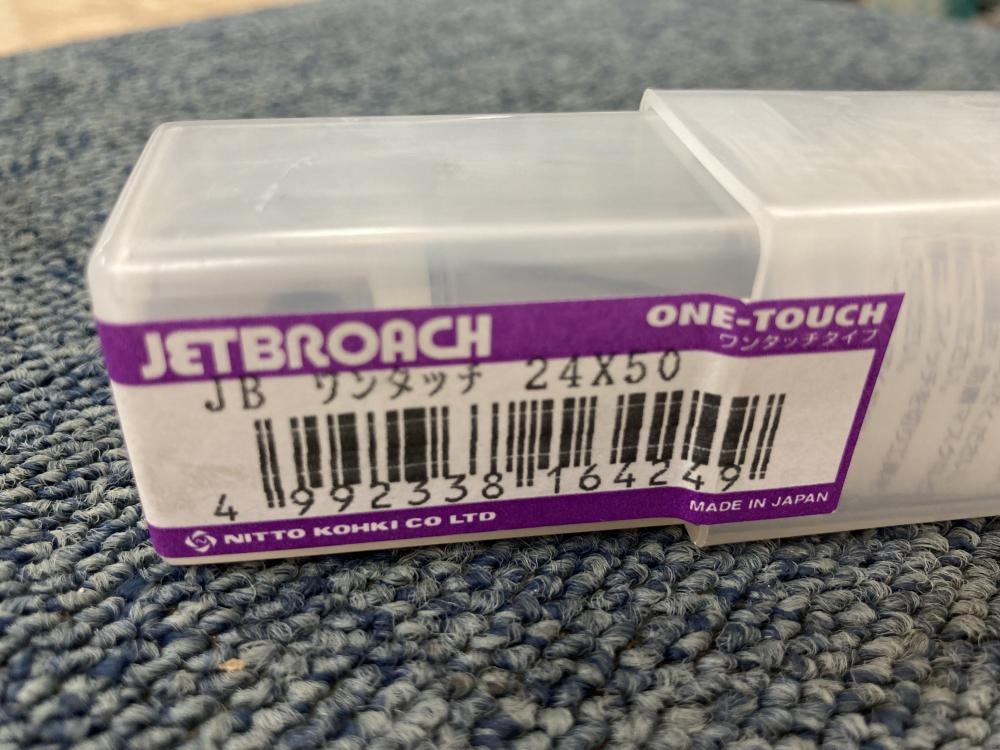 JETBROACH
ONE-TOUCH
ワンタッチタイプ
JB ワンタッチ 24X50
4 992338 164249
MADE IN JAPAN
NITTO KOHKI CO LTD